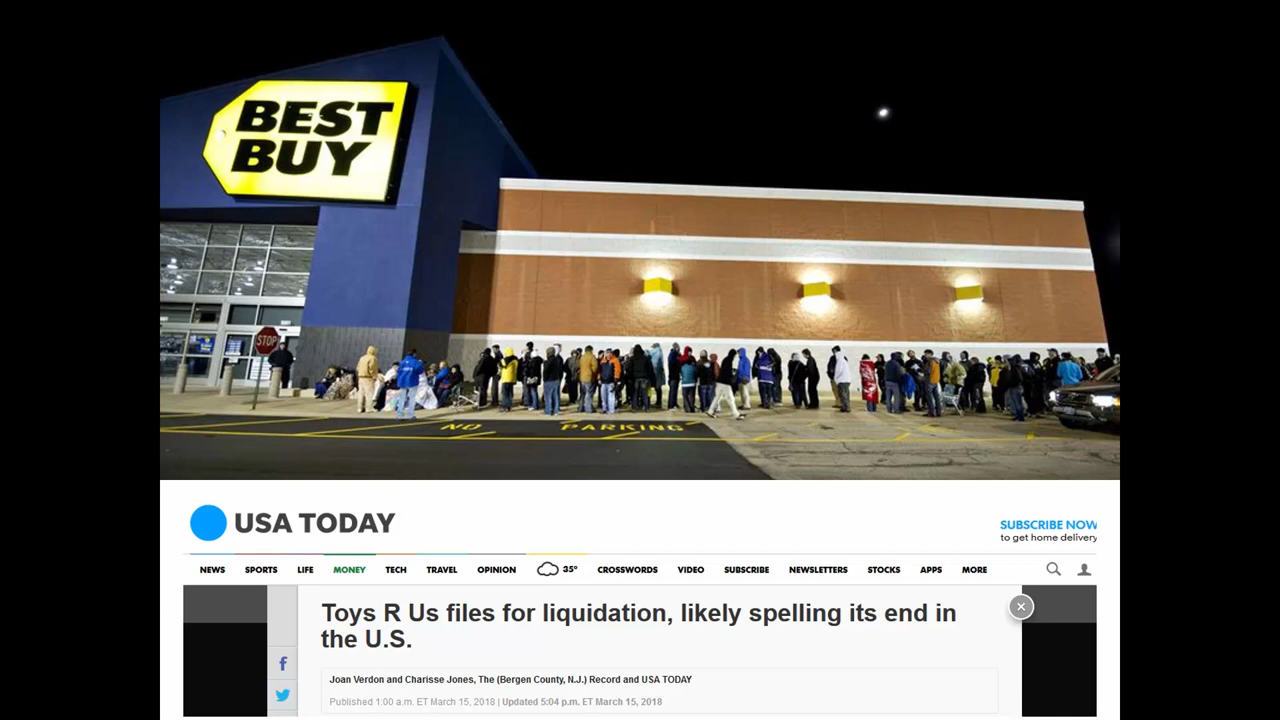 BEST
BUY
STOP
NO PARKING
USA TODAY
SUBSCRIBE NOW
to get home delivery
NEWS SPORTS LIFE MONEY TECH TRAVEL OPINION 35° CROSSWORDS VIDEO SUBSCRIBE NEWSLETTERS STOCKS APPS MORE
Toys R Us files for liquidation, likely spelling its end in
the U.S.
Joan Verdon and Charisse Jones, The (Bergen County, N.J.) Record and USA TODAY
Published 1:00 a.m. ET March 15, 2018 | Updated 5:04 p.m. ET March 15, 2018